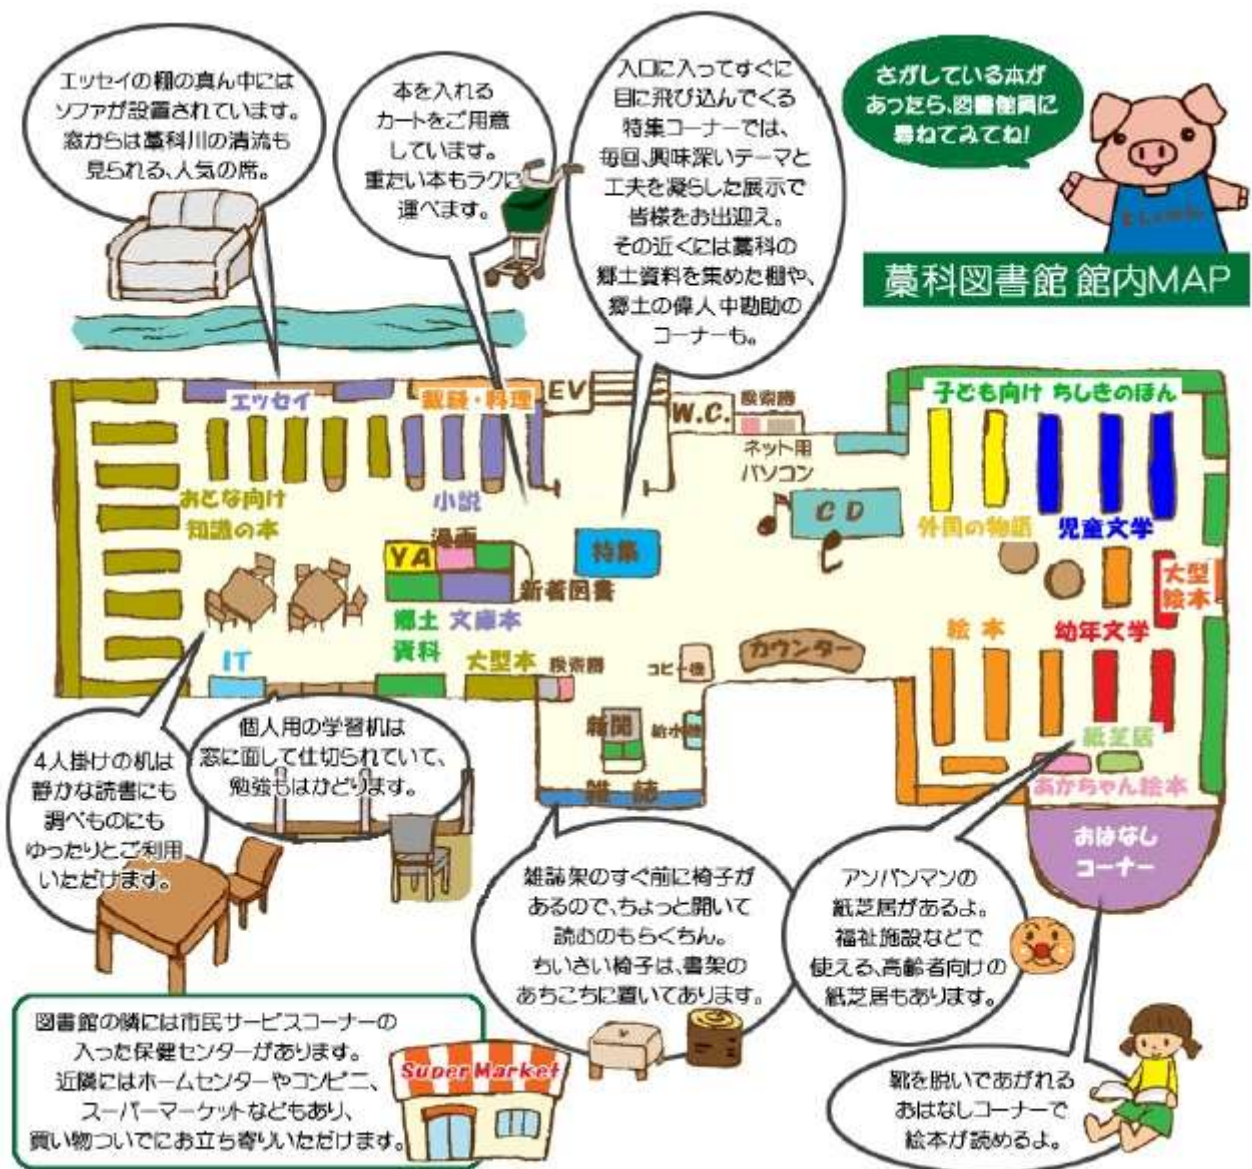 エッセイの棚の真ん中には
ソファが設置されています。
窓からは藁科川の清流も
見られる、人気の席。
本を入れる
カートをご用意
しています。
重たい本もラクに
運べます。
入口に入ってすぐに
目に飛び込んでくる
特集コーナーでは、
毎回、興味深いテーマと
工夫を凝らした展示で
皆様をお出迎え。
その近くには藁科の
郷土資料を集めた棚や、
郷土の偉人中勘助の
コーナーも。
さがしている本が
あったら、図書館員に
尋ねてみてね!
としょかん
藁科図書館 館内MAP
エッセイ
裁縫・料理
EV
W.C.
検索機
ネット用
パソコン
子ども向け ちしきのほん
おとな向け
知識の本
小説
漫画
YA
新着図書
特集
CD
外国の物語
児童文学
大型
絵本
郷土
資料
文庫本
IT
大型本
検索機
コピー機
カウンター
絵本
幼年文学
新聞
給水機
雑誌
紙芝居
あかちゃん絵本
おはなし
コーナー
4人掛けの机は
静かな読書にも
調べものにも
ゆったりとご利用
いただけます。
個人用の学習机は
窓に面して仕切られていて、
勉強もはかどります。
雑誌架のすぐ前に椅子が
あるので、ちょっと開いて
読むのもらくちん。
ちいさい椅子は、書架の
あちこちに置いてあります。
アンパンマンの
紙芝居があるよ。
福祉施設などで
使える、高齢者向けの
紙芝居もあります。
図書館の隣には市民サービスコーナーの
入った保健センターがあります。
近隣にはホームセンターやコンビニ、
スーパーマーケットなどもあり、
買い物ついでにお立ち寄りいただけます。
Super Market
靴を脱いであがれる
おはなしコーナーで
絵本が読めるよ。